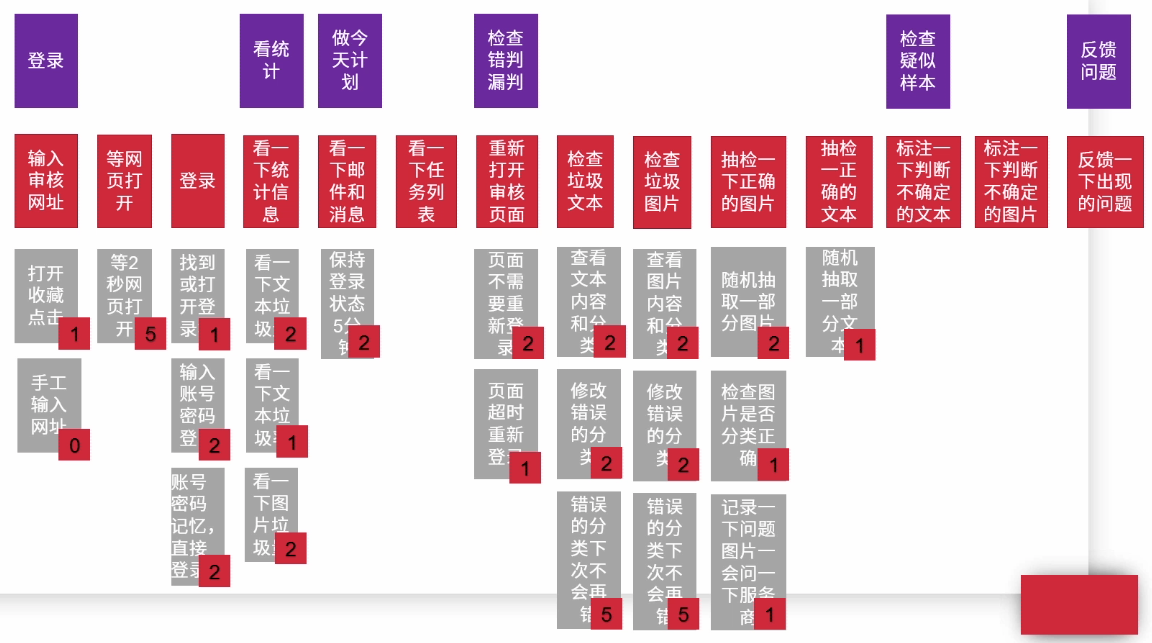 登录
看统
计
做今
天计
划
检查
错判
漏判
检查
疑似
样本
反馈
问题
输入
审核
网址
等网
页打
开
登录
看一
下统
计信
息
看一
下邮
件和
消息
看一
下任
务列
表
重新
打开
审核
页面
检查
垃圾
文本
检查
垃圾
图片
抽检一
下正确
的图片
抽检
一正
确的
文本
标注一
下判断
不确定
的文本
标注一
下判断
不确定
的图片
反馈一
下出现
的问题
打开
收藏
点击
1
等2
秒网
页打
开
5
找到
或打
开登
录
1
看一
下文
本垃
圾
2
保持
登录
状态
5分
钟
2
页面
不需
要重
新登
录
2
查看
文本
内容
和分
类
2
查看
图片
内容
和分
类
2
随机抽
取一部
分图片
2
随机
抽取
一部
分文
本
1
手工
输入
网址
0
输入
账号
密码
登
2
看一
下文
本垃
圾
1
页面
超时
重新
登录
1
修改
错误
的分
类
2
修改
错误
的分
类
2
检查图
片是否
分类正
确
1
账号
密码
记忆，
直接
登录
2
看一
下图
片垃
圾
2
错误
的分
类下
次不
会再
错
5
错误
的分
类下
次不
会再
错
5
记录一
下问题
图片一
会问一
下服务
商
1